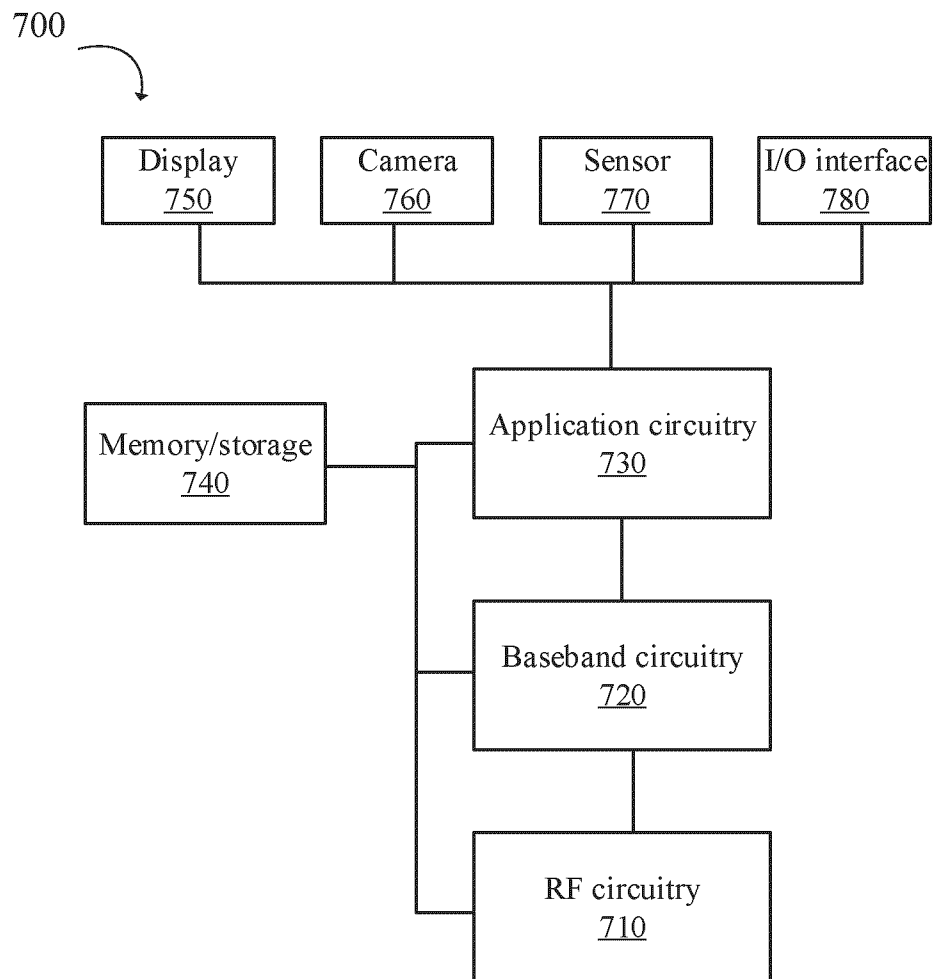 700
Display
750
Camera
760
Sensor
770
I/O interface
780
Memory/storage
740
Application circuitry
730
Baseband circuitry
720
RF circuitry
710